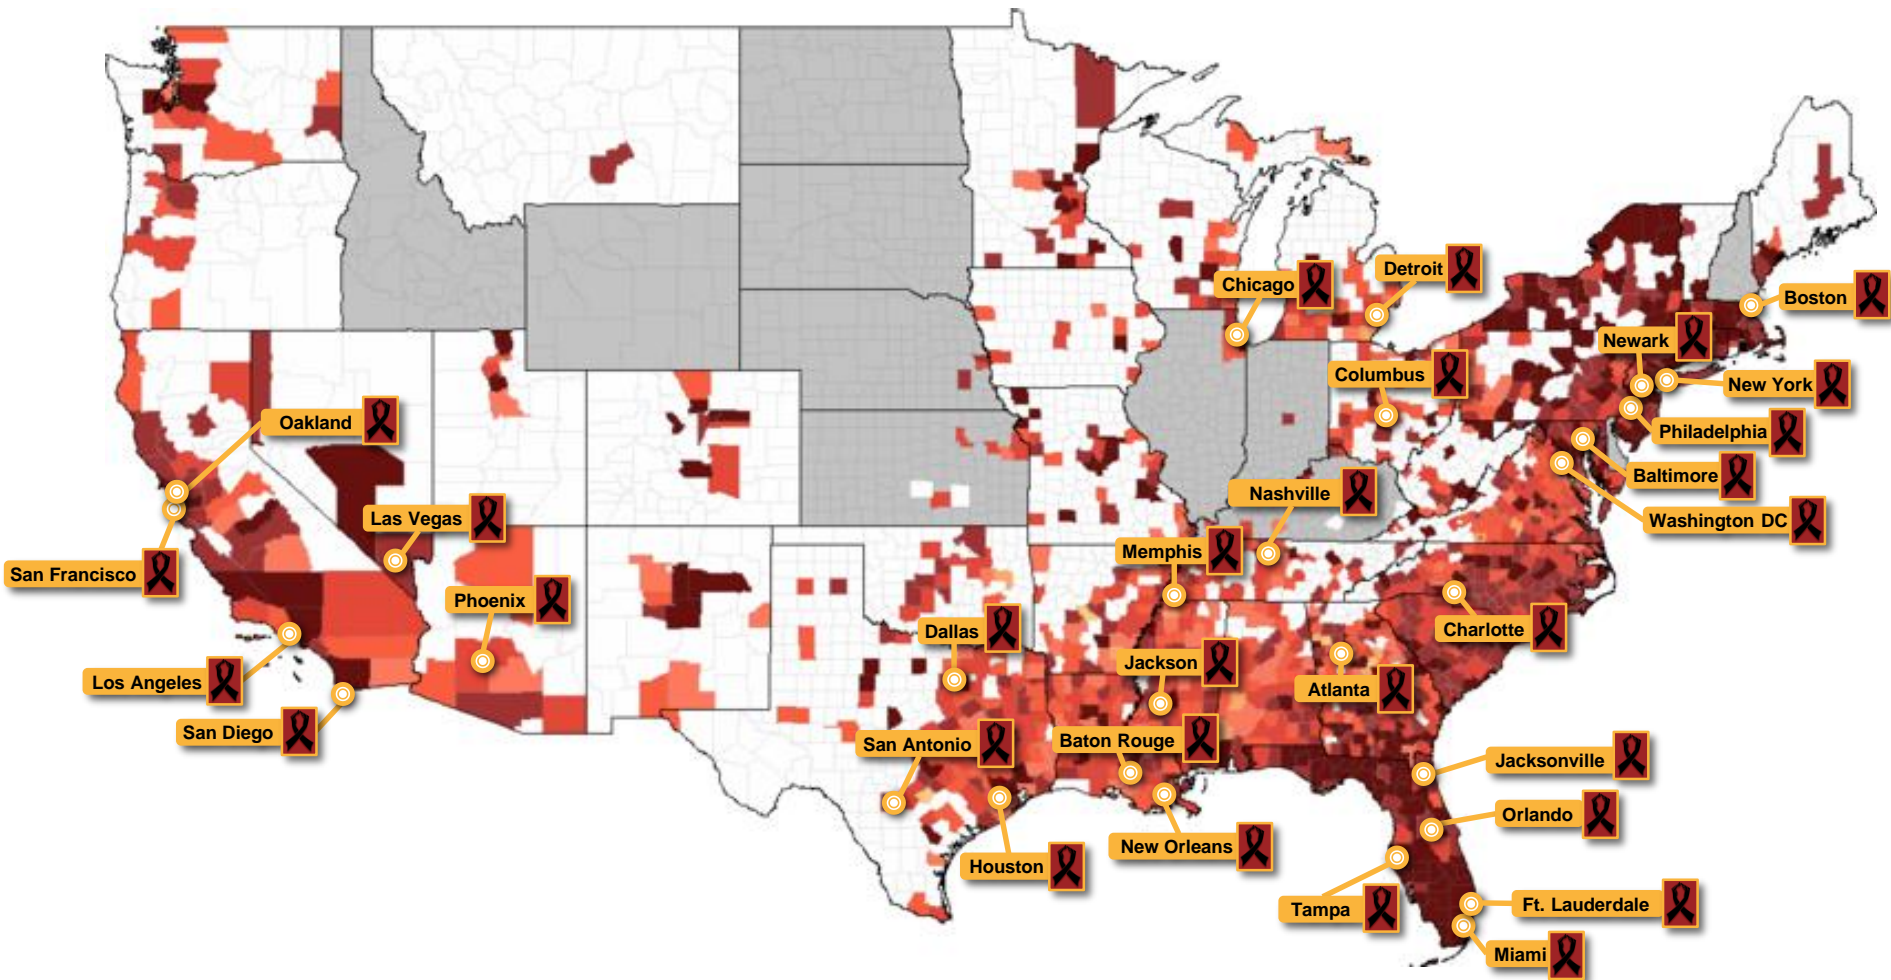 Detroit
Chicago
Boston
Newark
Columbus
New York
Oakland
Philadelphia
Baltimore
Nashville
Las Vegas
Washington DC
Memphis
San Francisco
Phoenix
Dallas
Charlotte
Jackson
Los Angeles
Atlanta
San Diego
San Antonio
Baton Rouge
Jacksonville
Orlando
New Orleans
Houston
Tampa
Ft. Lauderdale
Miami